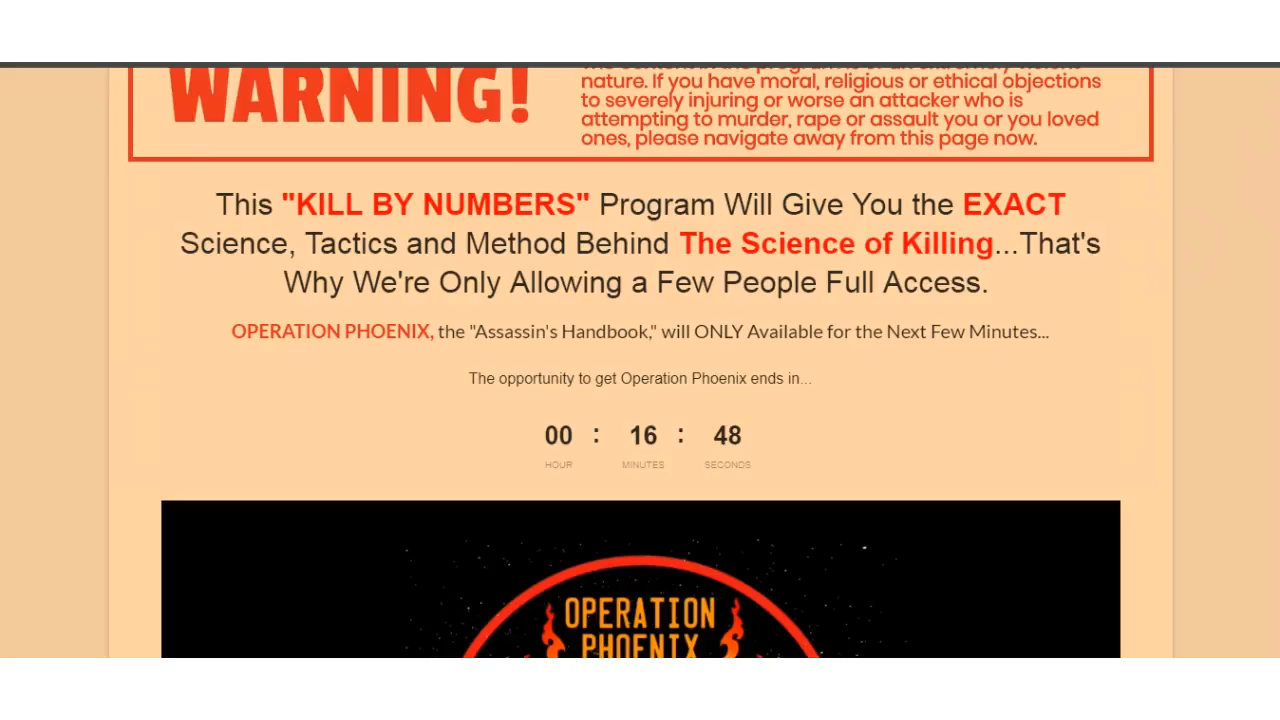 WARNING!
nature. If you have moral, religious or ethical objections
to severely injuring or worse an attacker who is
attempting to murder, rape or assault you or you loved
ones, please navigate away from this page now.
This "KILL BY NUMBERS" Program Will Give You the EXACT
Science, Tactics and Method Behind The Science of Killing...That's
Why We're Only Allowing a Few People Full Access.
OPERATION PHOENIX, the "Assassin's Handbook," will ONLY Available for the Next Few Minutes...
The opportunity to get Operation Phoenix ends in...
00 : 16 : 48
HOUR MINUTES SECONDS
OPERATION
PHOENIX